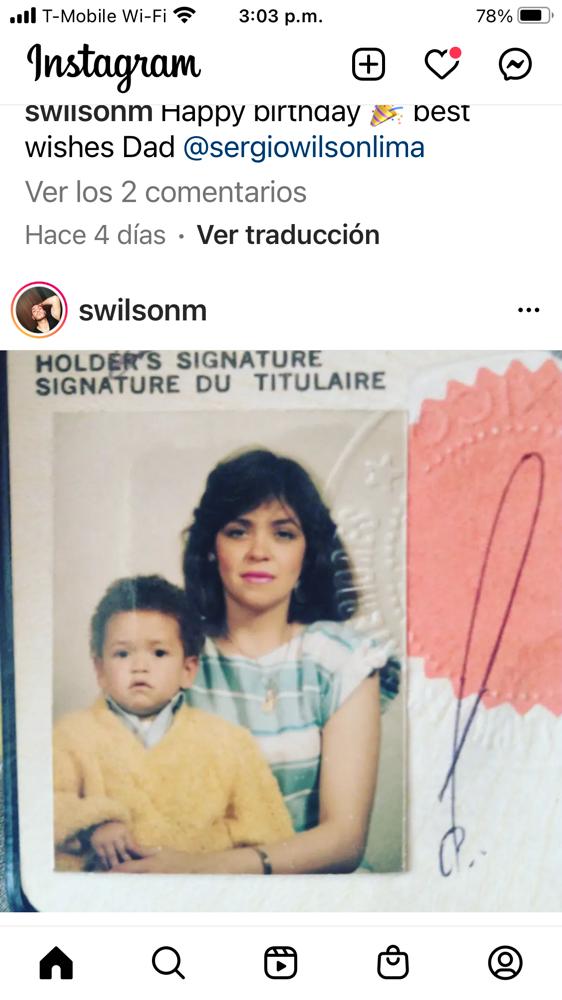 T-Mobile Wi-Fi
3:03 p.m.
78%
Instagram
swilsonm Happy birthday 🎉 best
wishes Dad @sergiowilsonlima
Ver los 2 comentarios
Hace 4 días • Ver traducción
swilsonm
HOLDER'S SIGNATURE
SIGNATURE DU TITULAIRE